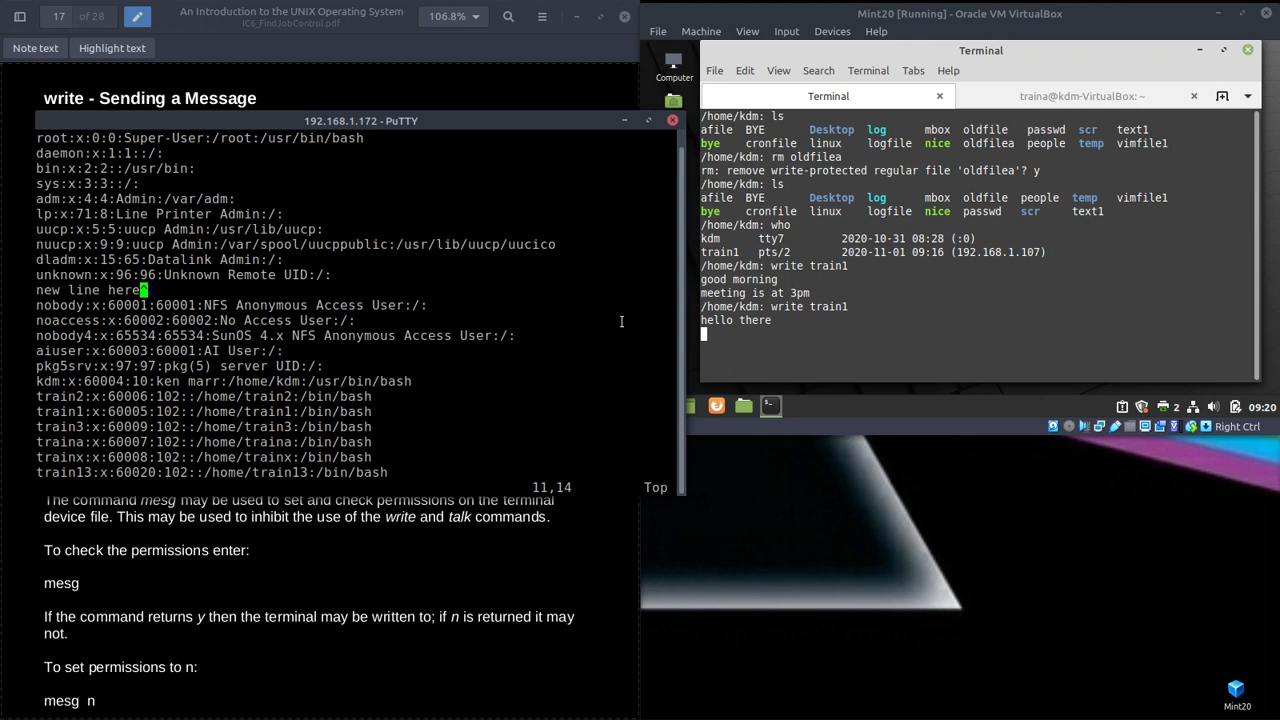 17 of 28
An Introduction to the UNIX Operating System
IC6_FindJobControl.pdf
106.8%
Note text
Highlight text
write - Sending a Message
192.168.1.172 - PuTTY
root:x:0:0:Super-User:/root:/usr/bin/bash
daemon:x:1:1::/:
bin:x:2:2::/usr/bin:
sys:x:3:3::/:
adm:x:4:4:Admin:/var/adm:
lp:x:71:8:Line Printer Admin:/:
uucp:x:5:5:uucp Admin:/usr/lib/uucp:
nuucp:x:9:9:uucp Admin:/var/spool/uucppublic:/usr/lib/uucp/uucico
dladm:x:15:65:Datalink Admin:/:
unknown:x:96:96:Unknown Remote UID:/:
new line here^
nobody:x:60001:60001:NFS Anonymous Access User:/:
noaccess:x:60002:60002:No Access User:/:
nobody4:x:65534:65534:SunOS 4.x NFS Anonymous Access User:/:
aiuser:x:60003:60001:AI User:/:
pkg5srv:x:97:97:pkg(5) server UID:/:
kdm:x:60004:10:ken marr:/home/kdm:/usr/bin/bash
train2:x:60006:102::/home/train2:/bin/bash
train1:x:60005:102::/home/train1:/bin/bash
train3:x:60009:102::/home/train3:/bin/bash
traina:x:60007:102::/home/traina:/bin/bash
trainx:x:60008:102::/home/trainx:/bin/bash
train13:x:60020:102::/home/train13:/bin/bash
11,14 Top
The command mesg may be used to set and check permissions on the terminal
device file. This may be used to inhibit the use of the write and talk commands.
To check the permissions enter:
mesg
If the command returns y then the terminal may be written to; if n is returned it may
not.
To set permissions to n:
mesg n
Mint20 [Running] - Oracle VM VirtualBox
File Machine View Input Devices Help
Computer
Terminal
File Edit View Search Terminal Tabs Help
Terminal
traina@kdm-VirtualBox: ~
/home/kdm: ls
afile BYE Desktop log mbox oldfile passwd scr text1
bye cronfile linux logfile nice oldfilea people temp vimfile1
/home/kdm: rm oldfilea
rm: remove write-protected regular file 'oldfilea'? y
/home/kdm: ls
afile BYE Desktop log mbox oldfile people temp vimfile1
bye cronfile linux logfile nice passwd scr text1
/home/kdm: who
kdm tty7 2020-10-31 08:28 (:0)
train1 pts/2 2020-11-01 09:16 (192.168.1.107)
/home/kdm: write train1
good morning
meeting is at 3pm
/home/kdm: write train1
hello there
2
09:20
Right Ctrl
Mint20